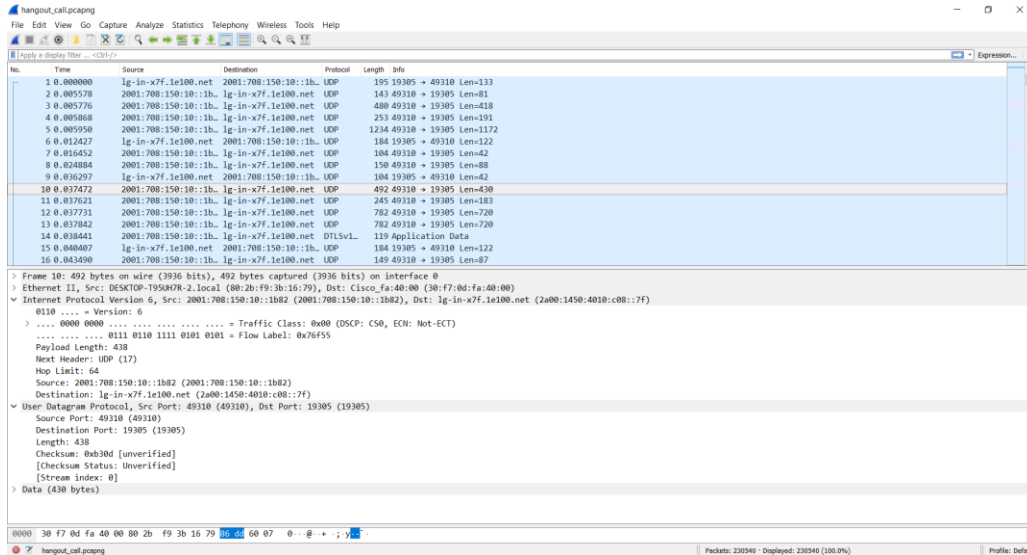 hangout_call.pcapng
File Edit View Go Capture Analyze Statistics Telephony Wireless Tools Help
Apply a display filter ... <Ctrl-/>
Expression...
No. Time Source Destination Protocol Length Info
1 0.000000 lg-in-x7f.1e100.net 2001:708:150:10::1b… UDP 195 19305 → 49310 Len=133
2 0.005578 2001:708:150:10::1b… lg-in-x7f.1e100.net UDP 143 49310 → 19305 Len=81
3 0.005776 2001:708:150:10::1b… lg-in-x7f.1e100.net UDP 480 49310 → 19305 Len=418
4 0.005868 2001:708:150:10::1b… lg-in-x7f.1e100.net UDP 253 49310 → 19305 Len=191
5 0.005950 2001:708:150:10::1b… lg-in-x7f.1e100.net UDP 1234 49310 → 19305 Len=1172
6 0.012427 lg-in-x7f.1e100.net 2001:708:150:10::1b… UDP 184 19305 → 49310 Len=122
7 0.016452 2001:708:150:10::1b… lg-in-x7f.1e100.net UDP 104 49310 → 19305 Len=42
8 0.024884 2001:708:150:10::1b… lg-in-x7f.1e100.net UDP 150 49310 → 19305 Len=88
9 0.036297 lg-in-x7f.1e100.net 2001:708:150:10::1b… UDP 104 19305 → 49310 Len=42
10 0.037472 2001:708:150:10::1b… lg-in-x7f.1e100.net UDP 492 49310 → 19305 Len=430
11 0.037621 2001:708:150:10::1b… lg-in-x7f.1e100.net UDP 245 49310 → 19305 Len=183
12 0.037731 2001:708:150:10::1b… lg-in-x7f.1e100.net UDP 782 49310 → 19305 Len=720
13 0.037842 2001:708:150:10::1b… lg-in-x7f.1e100.net UDP 782 49310 → 19305 Len=720
14 0.038441 2001:708:150:10::1b… lg-in-x7f.1e100.net DTLSv1… 119 Application Data
15 0.040407 lg-in-x7f.1e100.net 2001:708:150:10::1b… UDP 184 19305 → 49310 Len=122
16 0.043490 2001:708:150:10::1b… lg-in-x7f.1e100.net UDP 149 49310 → 19305 Len=87
Frame 10: 492 bytes on wire (3936 bits), 492 bytes captured (3936 bits) on interface 0
Ethernet II, Src: DESKTOP-T95UH7R-2.local (80:2b:f9:3b:16:79), Dst: Cisco_fa:40:00 (30:f7:0d:fa:40:00)
Internet Protocol Version 6, Src: 2001:708:150:10::1b82 (2001:708:150:10::1b82), Dst: lg-in-x7f.1e100.net (2a00:1450:4010:c08::7f)
0110 .... = Version: 6
.... 0000 0000 .... .... .... .... .... = Traffic Class: 0x00 (DSCP: CS0, ECN: Not-ECT)
.... .... .... 0111 0110 1111 0101 0101 = Flow Label: 0x76f55
Payload Length: 438
Next Header: UDP (17)
Hop Limit: 64
Source: 2001:708:150:10::1b82 (2001:708:150:10::1b82)
Destination: lg-in-x7f.1e100.net (2a00:1450:4010:c08::7f)
User Datagram Protocol, Src Port: 49310 (49310), Dst Port: 19305 (19305)
Source Port: 49310 (49310)
Destination Port: 19305 (19305)
Length: 438
Checksum: 0xb30d [unverified]
[Checksum Status: Unverified]
[Stream index: 0]
Data (430 bytes)
0000 30 f7 0d fa 40 00 80 2b f9 3b 16 79 86 dd 60 07 0···@··+ ·;·y··`·
hangout_call.pcapng
Packets: 230540 · Displayed: 230540 (100.0%)
Profile: Defa